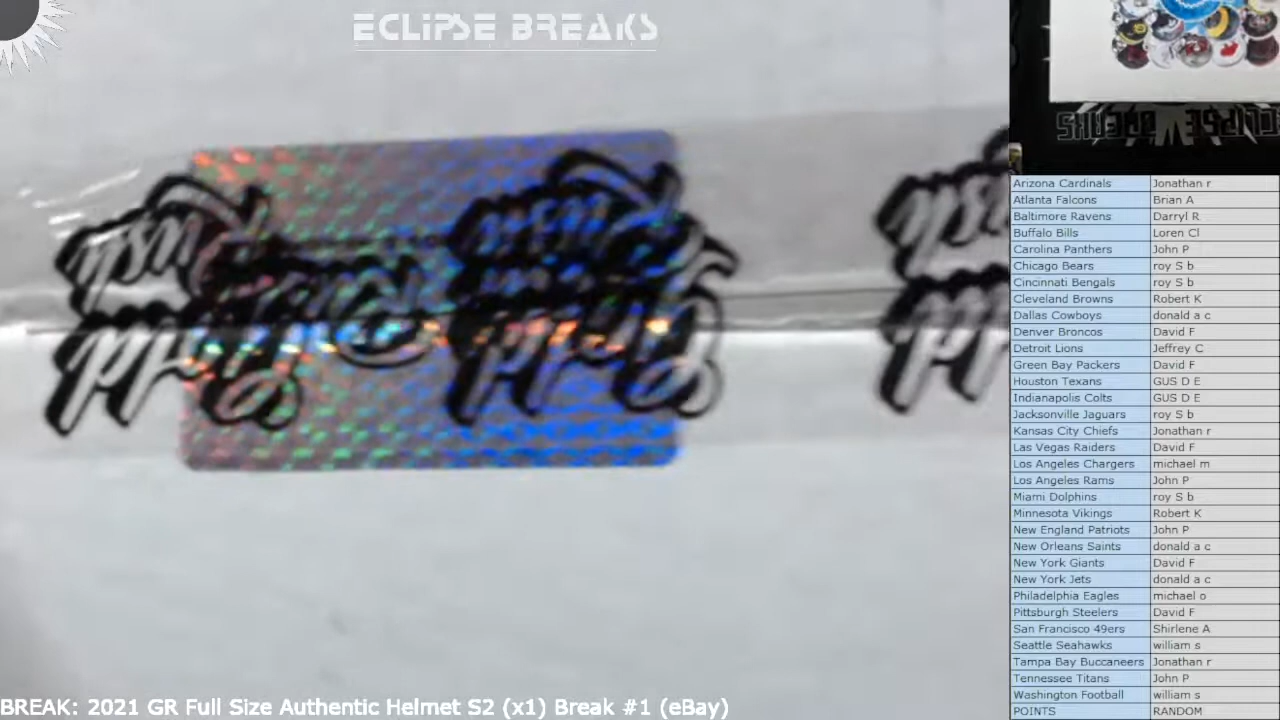 ECLIPSE BREAKS
ECLIPSE BREAKS
Arizona Cardinals Jonathan r
Atlanta Falcons Brian A
Baltimore Ravens Darryl R
Buffalo Bills Loren Cl
Carolina Panthers John P
Chicago Bears roy S b
Cincinnati Bengals roy S b
Cleveland Browns Robert K
Dallas Cowboys donald a c
Denver Broncos David F
Detroit Lions Jeffrey C
Green Bay Packers David F
Houston Texans GUS D E
Indianapolis Colts GUS D E
Jacksonville Jaguars roy S b
Kansas City Chiefs Jonathan r
Las Vegas Raiders David F
Los Angeles Chargers michael m
Los Angeles Rams John P
Miami Dolphins roy S b
Minnesota Vikings Robert K
New England Patriots John P
New Orleans Saints donald a c
New York Giants David F
New York Jets donald a c
Philadelphia Eagles michael o
Pittsburgh Steelers David F
San Francisco 49ers Shirlene A
Seattle Seahawks william s
Tampa Bay Buccaneers Jonathan r
Tennessee Titans John P
Washington Football william s
POINTS RANDOM
BREAK: 2021 GR Full Size Authentic Helmet S2 (x1) Break #1 (eBay)